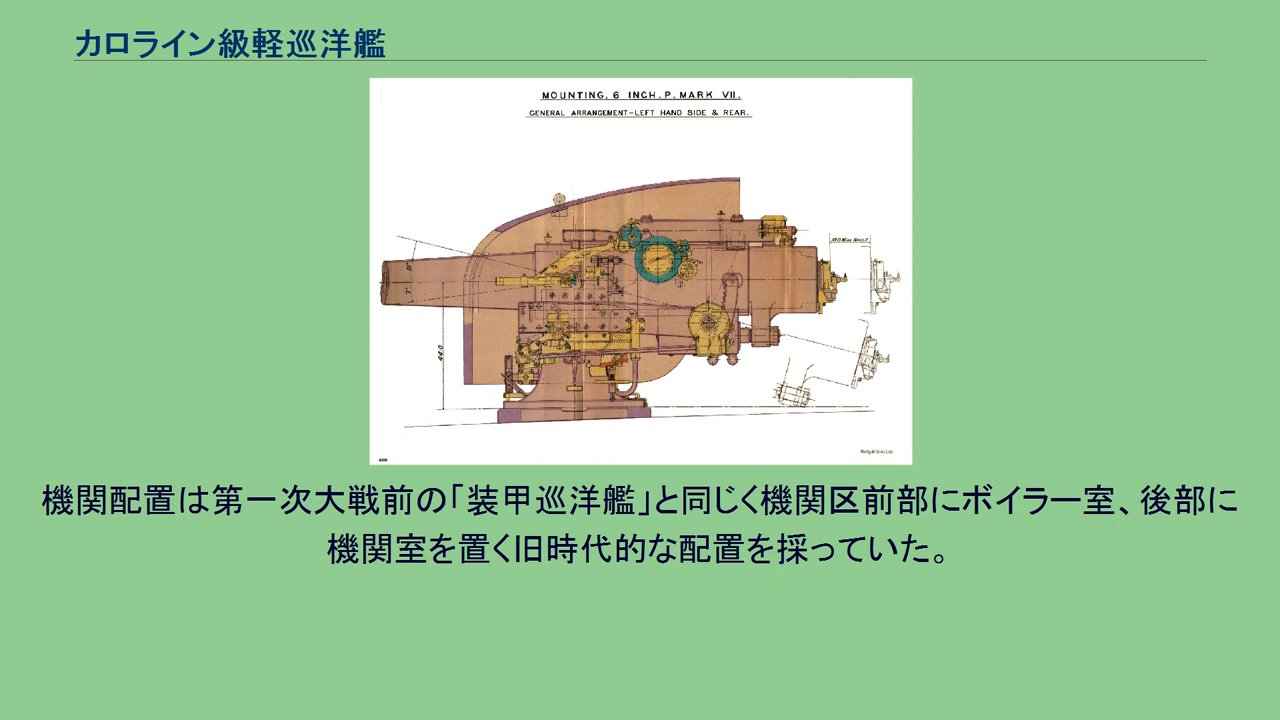 カロライン級軽巡洋艦
MOUNTING. 6 INCH. P. MARK VII.
GENERAL ARRANGEMENT-LEFT HAND SIDE & REAR.
機関配置は第一次大戦前の「装甲巡洋艦」と同じく機関区前部にボイラー室、後部に
機関室を置く旧時代的な配置を採っていた。